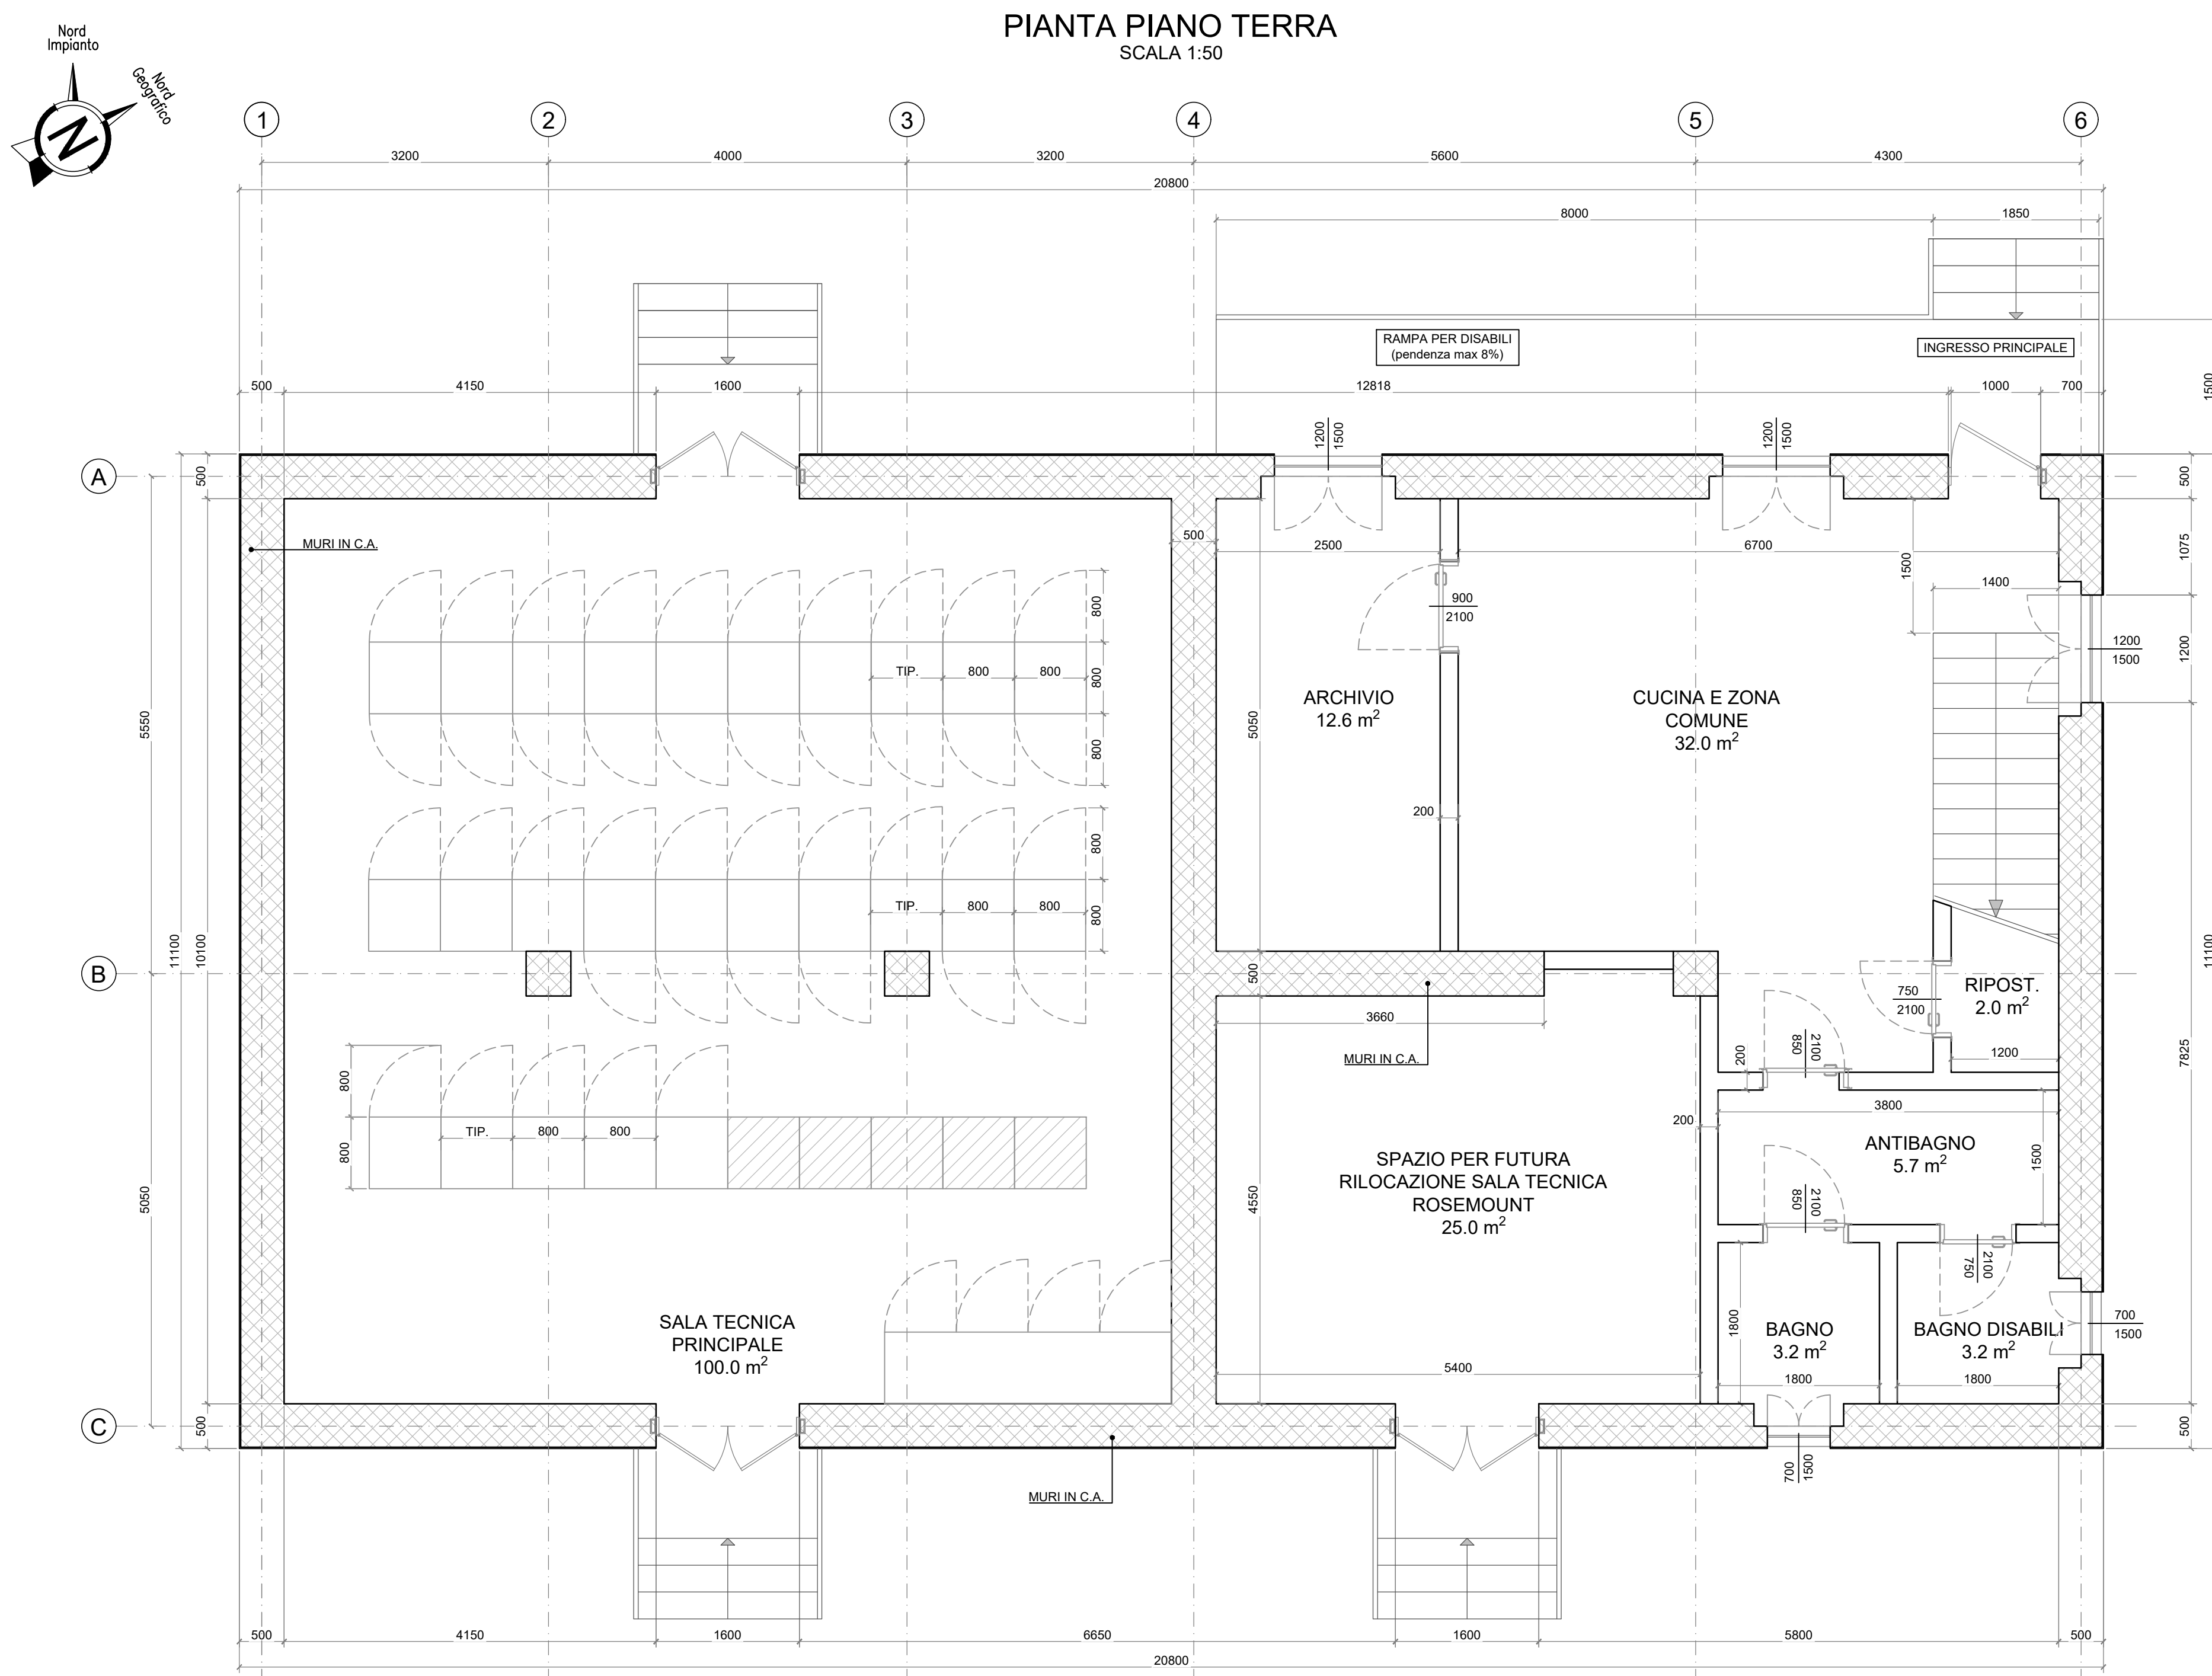 PIANTA PIANO TERRA
SCALA 1:50
Nord
Impianto
Nord
Geografico
N
1
2
3
4
5
6
3200
4000
3200
5600
4300
20800
8000
1850
RAMPA PER DISABILI
(pendenza max 8%)
INGRESSO PRINCIPALE
1500
500
4150
1600
12818
1000
700
1200
1500
1200
1500
A
500
500
MURI IN C.A.
500
2500
6700
1500
1075
1400
800
900
2100
1200
1500
1200
TIP.
800
800
800
ARCHIVIO
12.6 m²
CUCINA E ZONA
COMUNE
32.0 m²
5550
5050
800
200
800
TIP.
800
800
800
11100
10100
11100
B
500
RIPOST.
2.0 m²
750
2100
3660
MURI IN C.A.
2100
850
200
1200
7825
800
800
TIP.
800
800
200
3800
ANTIBAGNO
5.7 m²
1500
SPAZIO PER FUTURA
RILOCAZIONE SALA TECNICA
ROSEMOUNT
25.0 m²
5050
4550
2100
850
2100
750
SALA TECNICA
PRINCIPALE
100.0 m²
1800
BAGNO
3.2 m²
BAGNO DISABILI
3.2 m²
700
1500
5400
1800
1800
C
500
500
700
1500
MURI IN C.A.
500
4150
1600
6650
1600
5800
500
20800